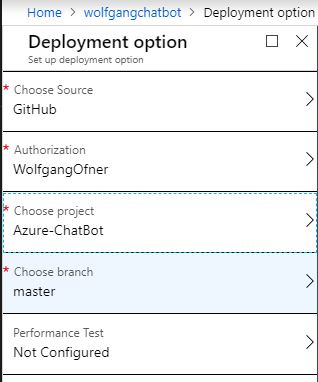 Home > wolfgangchatbot > Deployment option
Deployment option
Set up deployment option
* Choose Source
GitHub
* Authorization
WolfgangOfner
* Choose project
Azure-ChatBot
* Choose branch
master
Performance Test
Not Configured